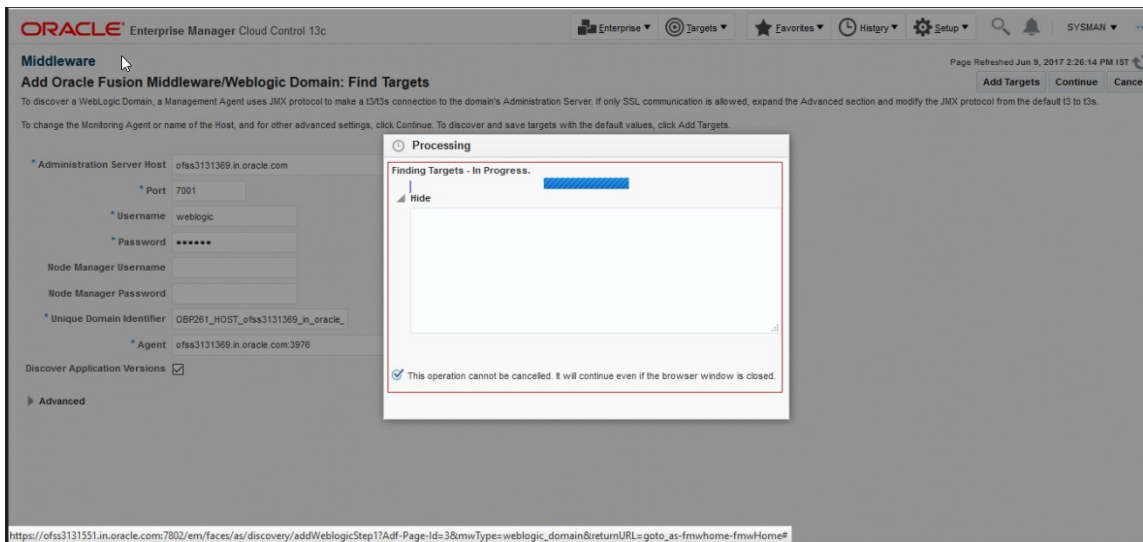 ORACLE Enterprise Manager Cloud Control 13c Enterprise Targets Favorites History Setup SYSMAN
Middleware
Page Refreshed Jun 9, 2017 2:26:14 PM IST
Add Oracle Fusion Middleware/Weblogic Domain: Find Targets
Add Targets Continue Cance
To discover a WebLogic Domain, a Management Agent uses JMX protocol to make a t3/t3s connection to the domain's Administration Server. If only SSL communication is allowed, expand the Advanced section and modify the JMX protocol from the default t3 to t3s.
To change the Monitoring Agent or name of the Host, and for other advanced settings, click Continue. To discover and save targets with the default values, click Add Targets.
* Administration Server Host ofss3131369.in.oracle.com
* Port 7001
* Username weblogic
* Password ••••••
Node Manager Username
Node Manager Password
* Unique Domain Identifier OBP261_HOST_ofss3131369_in_oracle_
* Agent ofss3131369.in.oracle.com:3976
Discover Application Versions
Advanced
Processing
Finding Targets - In Progress.
Hide
This operation cannot be cancelled. It will continue even if the browser window is closed.
https://ofss3131551.in.oracle.com:7802/em/faces/as/discovery/addWeblogicStep1?Adf-Page-Id=3&mwType=weblogic_domain&returnURL=goto_as-fmwhome-fmwHome#